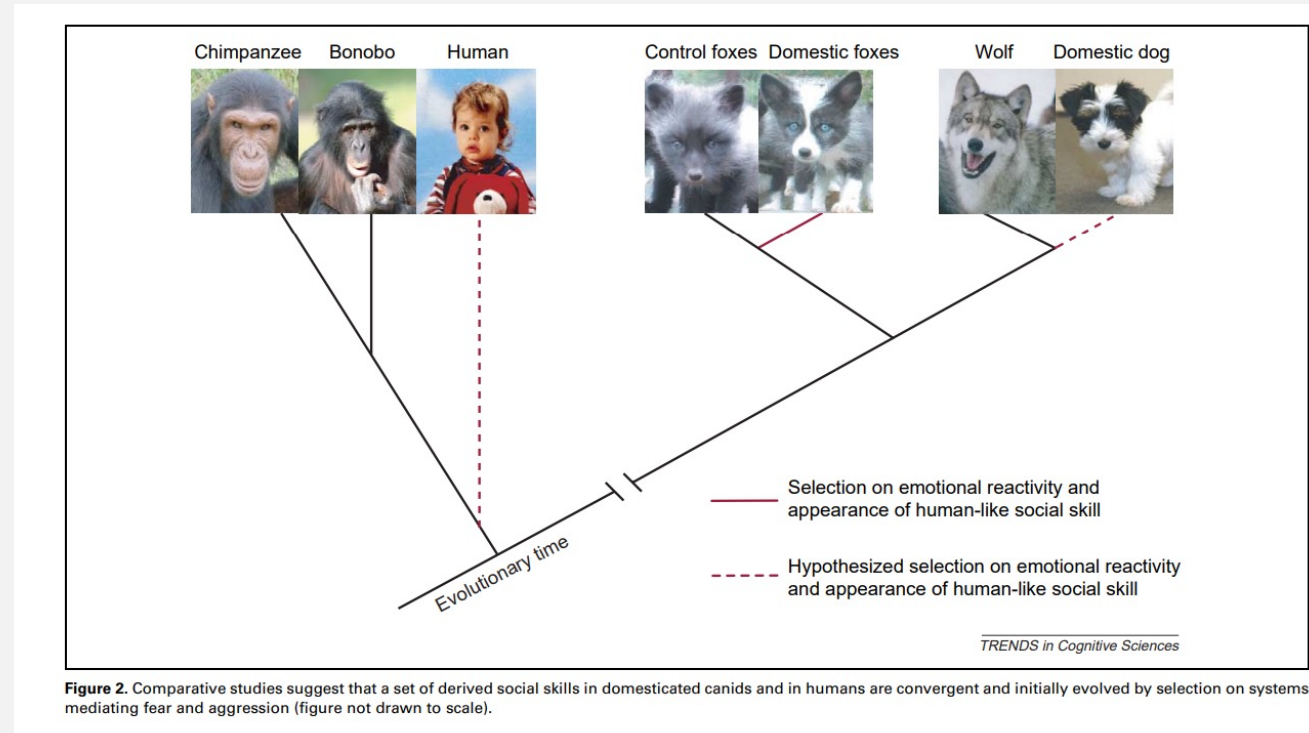 Chimpanzee Bonobo Human Control foxes Domestic foxes Wolf Domestic dog
Evolutionary time
Selection on emotional reactivity and
appearance of human-like social skill
Hypothesized selection on emotional reactivity
and appearance of human-like social skill
TRENDS in Cognitive Sciences
Figure 2. Comparative studies suggest that a set of derived social skills in domesticated canids and in humans are convergent and initially evolved by selection on systems
mediating fear and aggression (figure not drawn to scale).